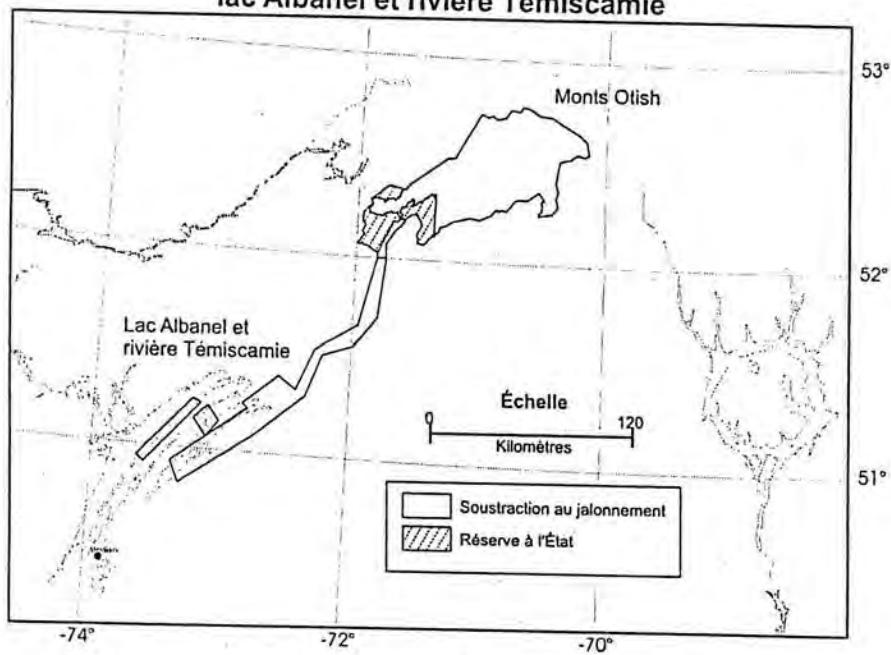 lac Albanel et rivière Témiscamie
53°
Monts Otish
52°
Lac Albanel et
rivière Témiscamie
Échelle
0 120
Kilomètres
51°
Soustraction au jalonnement
Réserve à l'État
-74° -72° -70°